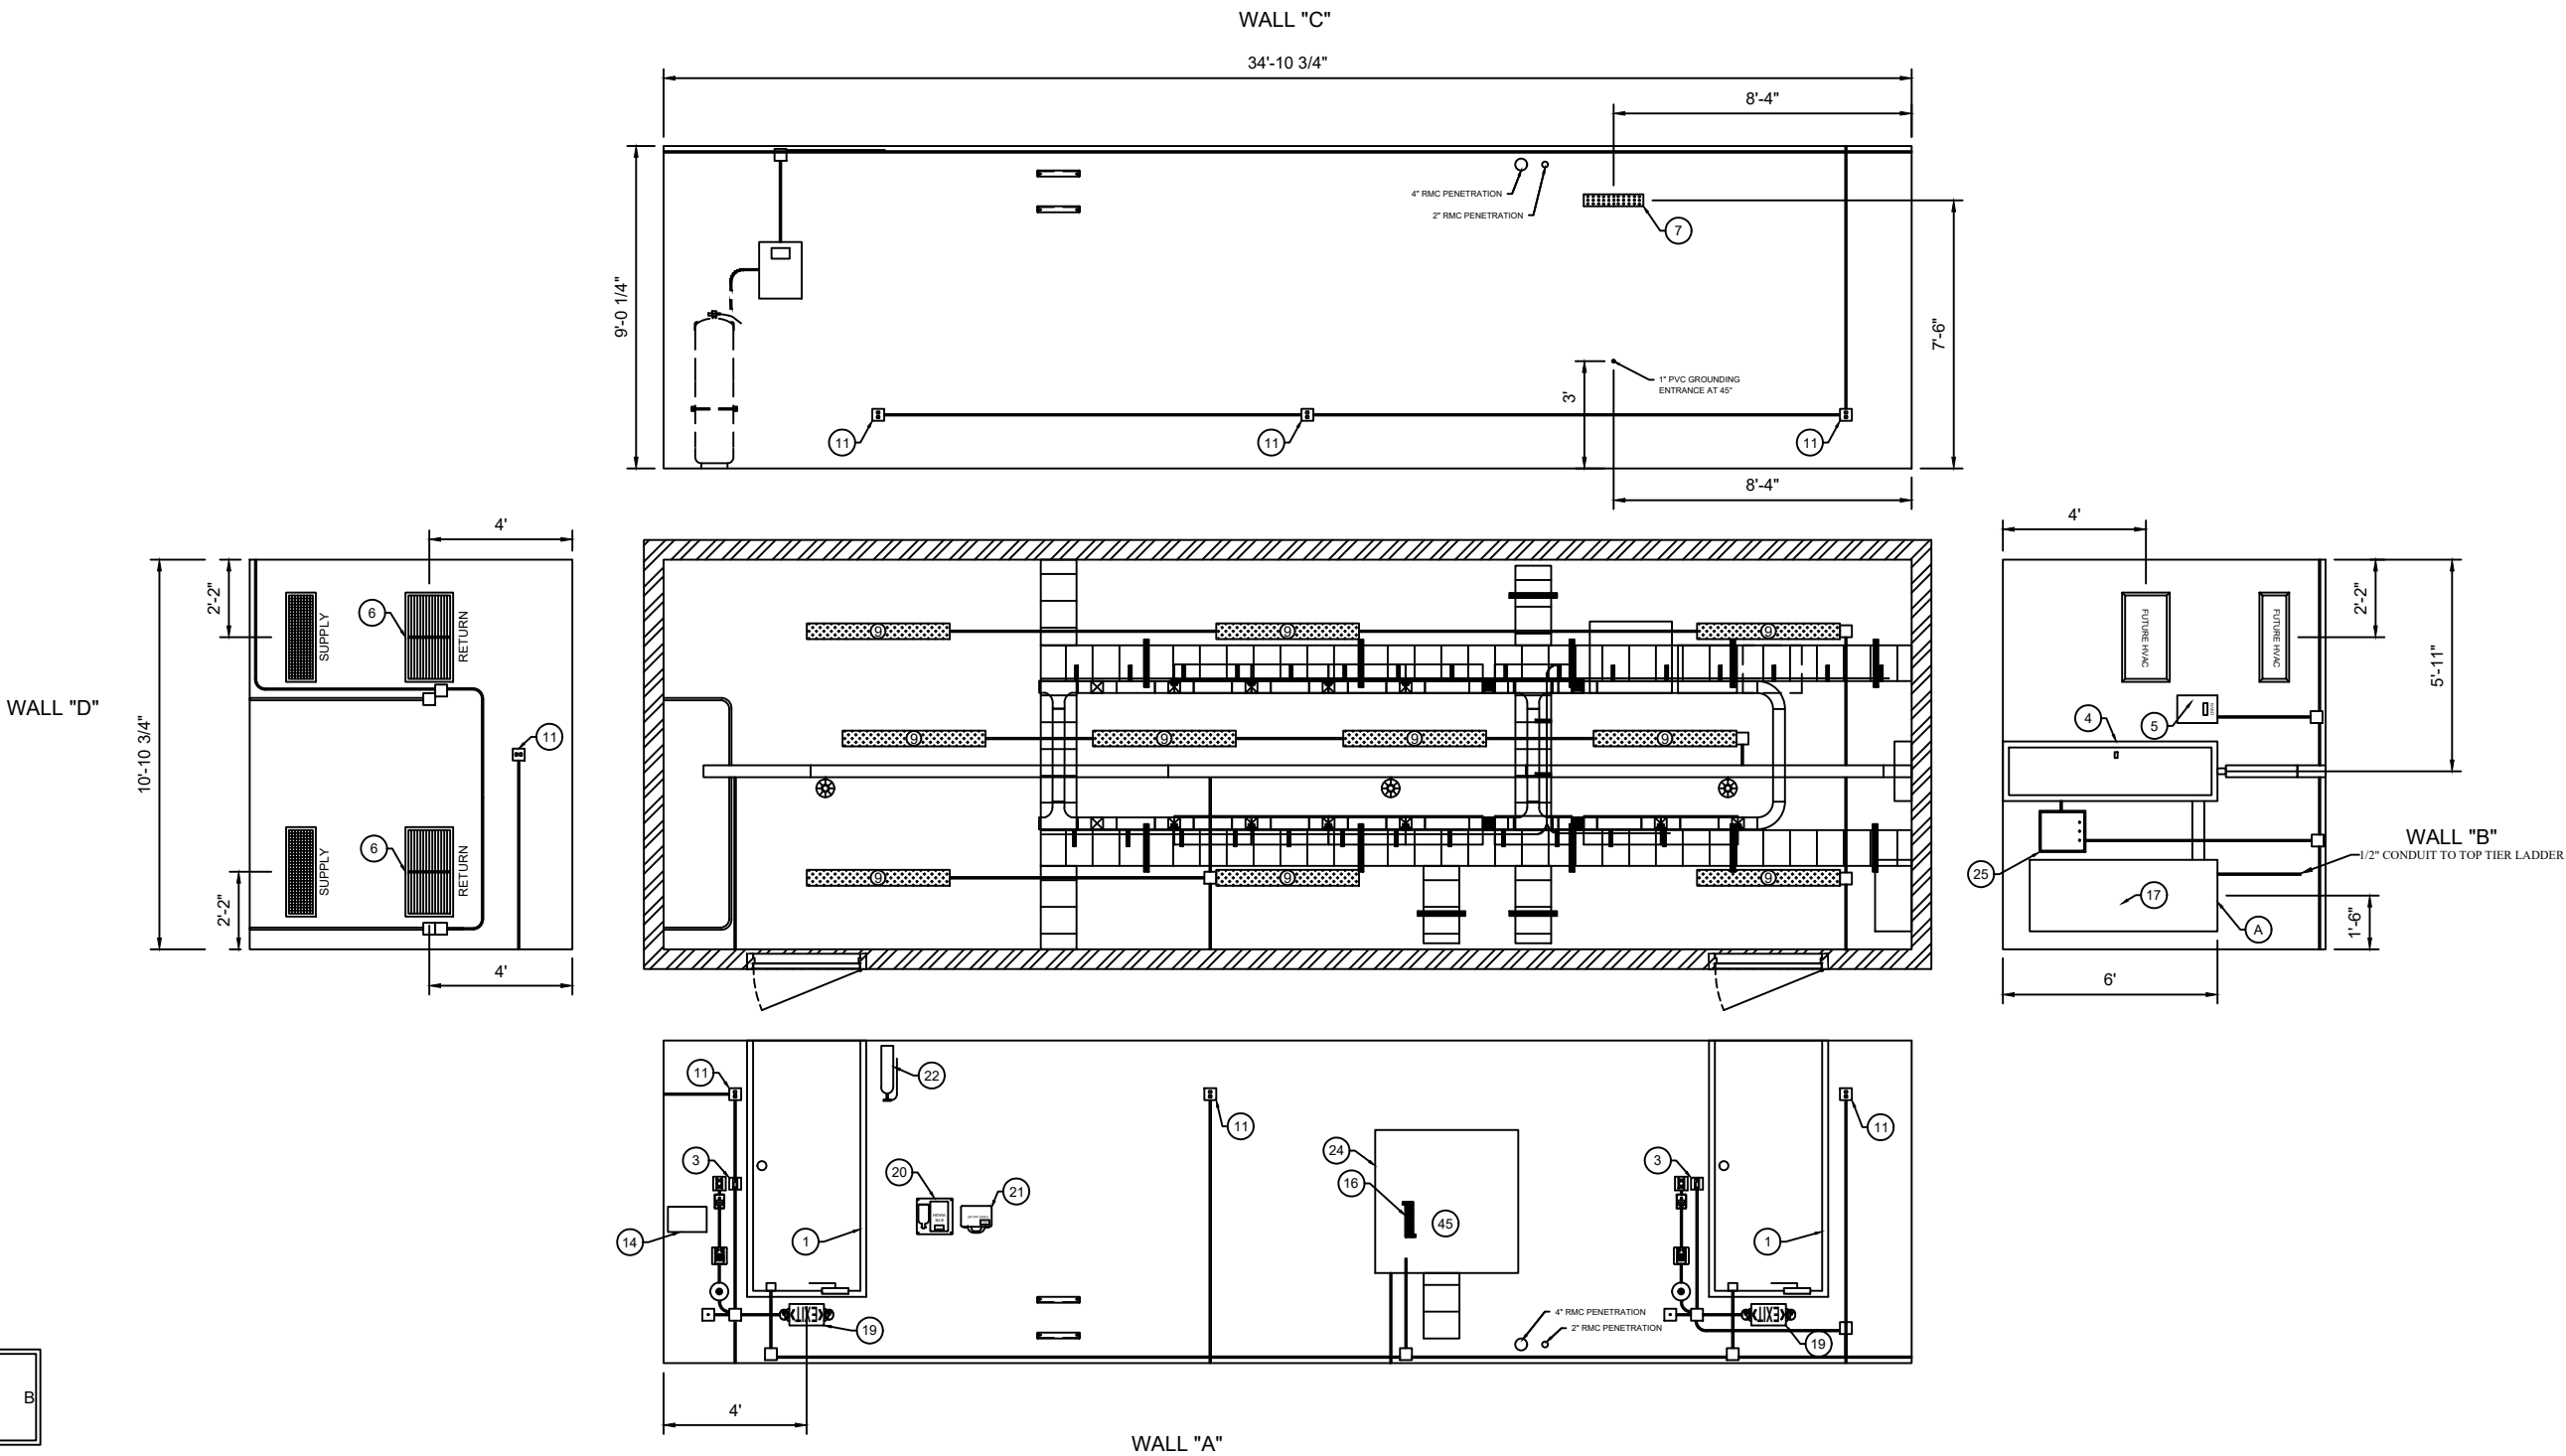 WALL "C"
34'-10 3/4"
8'-4"
9'-0 1/4"
4" RMC PENETRATION
2" RMC PENETRATION
7
7'-6"
3'
1" PVC GROUNDING
ENTRANCE AT 45°
11
11
11
8'-4"
WALL "D"
4'
2'-2"
10'-10 3/4"
SUPPLY
6
RETURN
11
SUPPLY
6
RETURN
2'-2"
4'
9
9
9
9
9
9
9
9
9
9
4'
FUTURE HVAC
FUTURE HVAC
2'-2"
5'-11"
4
5
WALL "B"
1/2" CONDUIT TO TOP TIER LADDER
25
17
A
1'-6"
6'
11
22
11
11
3
20
21
24
16
45
3
14
1
1
EXIT
19
4" RMC PENETRATION
2" RMC PENETRATION
EXIT
19
4'
B
WALL "A"